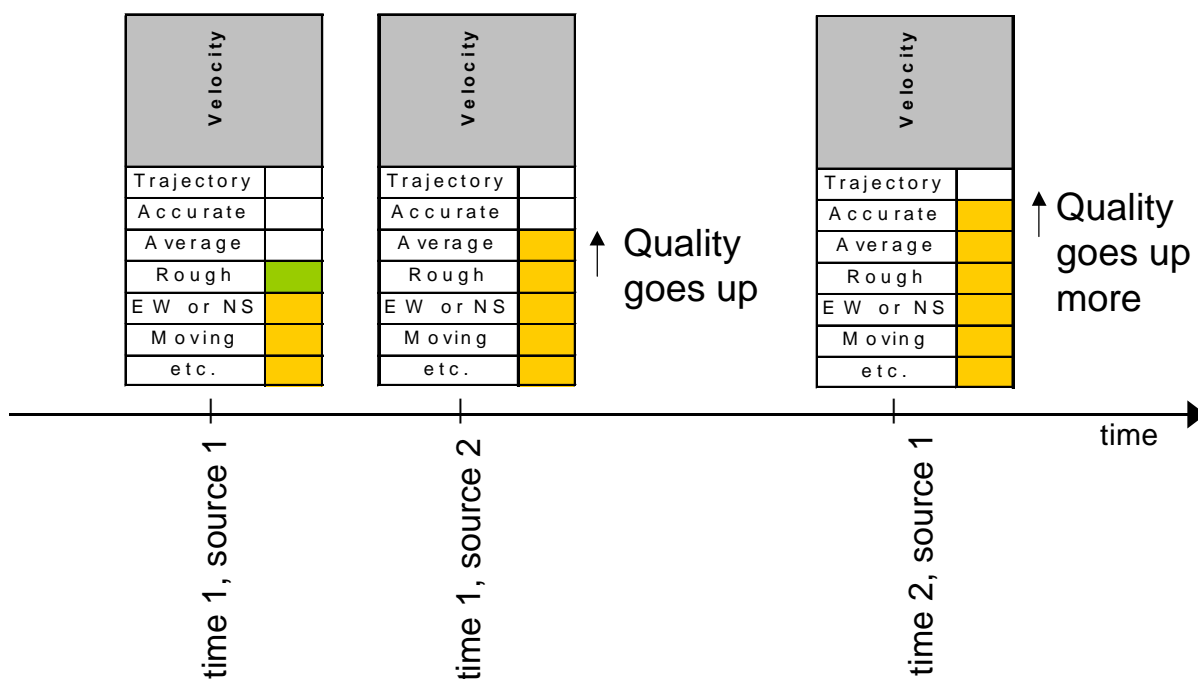 Velocity
Trajectory
Accurate
Average
Rough
EW or NS
Moving
etc.
Velocity
Trajectory
Accurate
Average
Rough
EW or NS
Moving
etc.
Quality
goes up
Velocity
Trajectory
Accurate
Average
Rough
EW or NS
Moving
etc.
Quality
goes up
more
time
time 1, source 1
time 1, source 2
time 2, source 1